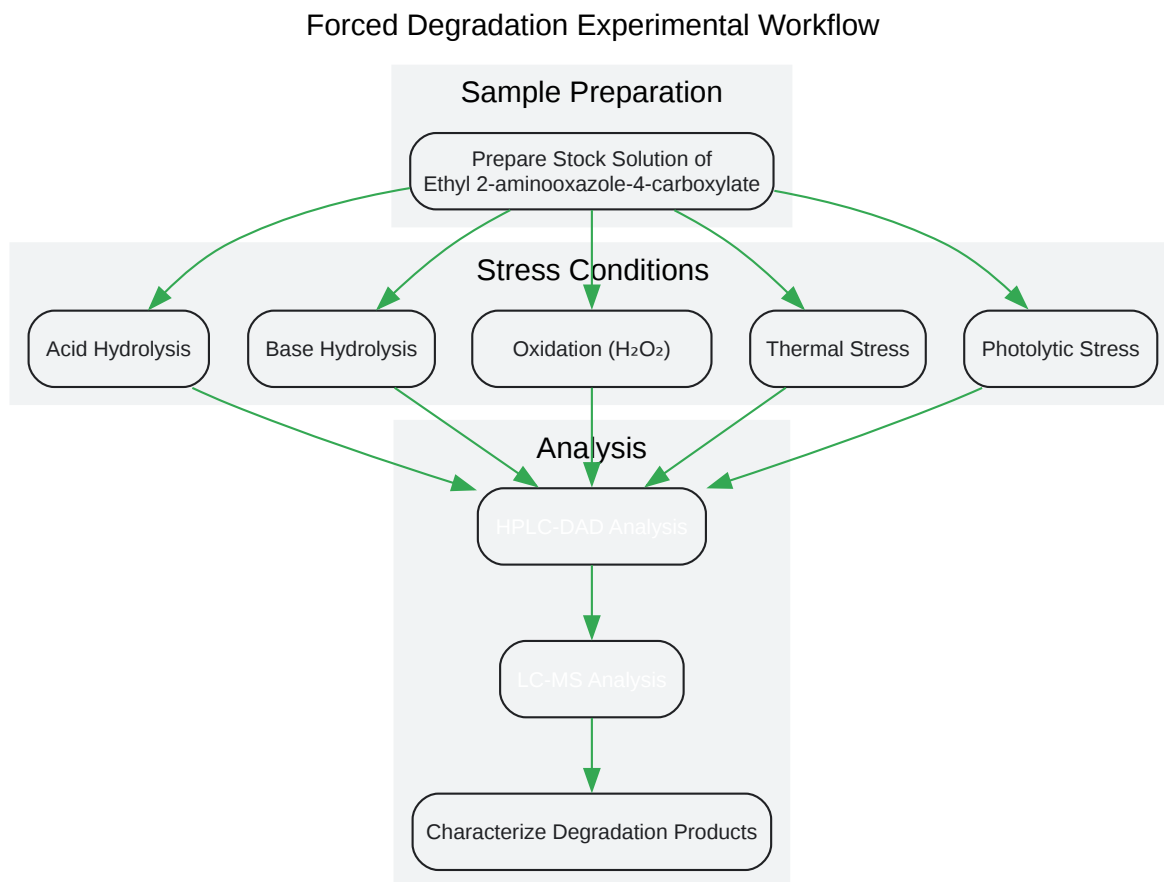 Forced Degradation Experimental Workflow
Sample Preparation
Prepare Stock Solution of
Ethyl 2-aminooxazole-4-carboxylate
Stress Conditions
Acid Hydrolysis
Base Hydrolysis
Oxidation (H₂O₂)
Thermal Stress
Photolytic Stress
Analysis
HPLC-DAD Analysis
LC-MS Analysis
Characterize Degradation Products